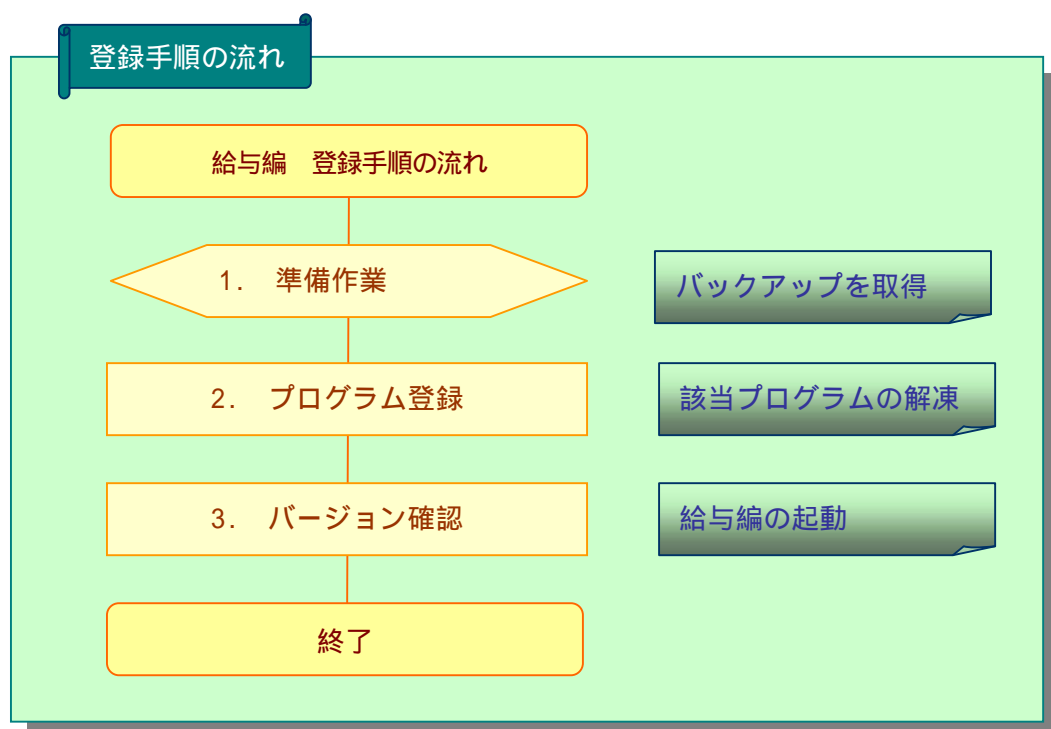 登録手順の流れ
給与編　登録手順の流れ
1.　準備作業
バックアップを取得
2.　プログラム登録
該当プログラムの解凍
3.　バージョン確認
給与編の起動
終了